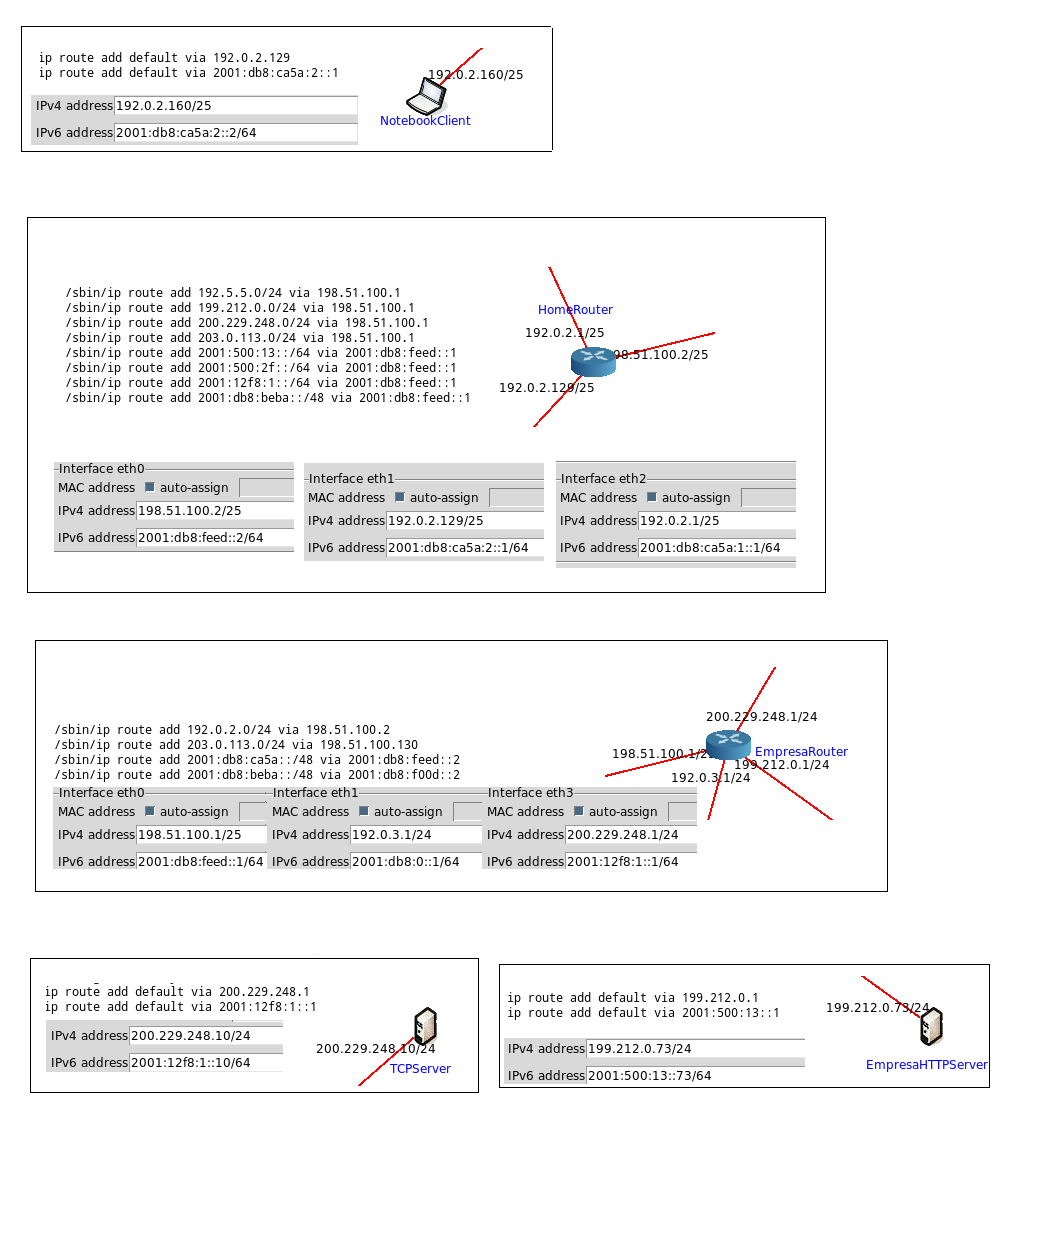 ip route add default via 192.0.2.129
ip route add default via 2001:db8:ca5a:2::1
192.0.2.160/25
IPv4 address 192.0.2.160/25
NotebookClient
IPv6 address 2001:db8:ca5a:2::2/64
/sbin/ip route add 192.5.5.0/24 via 198.51.100.1
/sbin/ip route add 199.212.0.0/24 via 198.51.100.1
/sbin/ip route add 200.229.248.0/24 via 198.51.100.1
/sbin/ip route add 203.0.113.0/24 via 198.51.100.1
/sbin/ip route add 2001:500:13::/64 via 2001:db8:feed::1
/sbin/ip route add 2001:500:2f::/64 via 2001:db8:feed::1
/sbin/ip route add 2001:12f8:1::/64 via 2001:db8:feed::1
/sbin/ip route add 2001:db8:beba::/48 via 2001:db8:feed::1
HomeRouter
192.0.2.1/25
98.51.100.2/25
192.0.2.129/25
Interface eth0
MAC address auto-assign
IPv4 address 198.51.100.2/25
IPv6 address 2001:db8:feed::2/64
Interface eth1
MAC address auto-assign
IPv4 address 192.0.2.129/25
IPv6 address 2001:db8:ca5a:2::1/64
Interface eth2
MAC address auto-assign
IPv4 address 192.0.2.1/25
IPv6 address 2001:db8:ca5a:1::1/64
/sbin/ip route add 192.0.2.0/24 via 198.51.100.2
/sbin/ip route add 203.0.113.0/24 via 198.51.100.130
/sbin/ip route add 2001:db8:ca5a::/48 via 2001:db8:feed::2
/sbin/ip route add 2001:db8:beba::/48 via 2001:db8:f00d::2
200.229.248.1/24
EmpresaRouter
198.51.100.1/2
199.212.0.1/24
192.0.3.1/24
Interface eth0
MAC address auto-assign
IPv4 address 198.51.100.1/25
IPv6 address 2001:db8:feed::1/64
Interface eth1
MAC address auto-assign
IPv4 address 192.0.3.1/24
IPv6 address 2001:db8:0::1/64
Interface eth3
MAC address auto-assign
IPv4 address 200.229.248.1/24
IPv6 address 2001:12f8:1::1/64
ip route add default via 200.229.248.1
ip route add default via 2001:12f8:1::1
IPv4 address 200.229.248.10/24
IPv6 address 2001:12f8:1::10/64
200.229.248.10/24
TCPServer
ip route add default via 199.212.0.1
ip route add default via 2001:500:13::1
199.212.0.73/24
IPv4 address 199.212.0.73/24
IPv6 address 2001:500:13::73/64
EmpresaHTTPServer